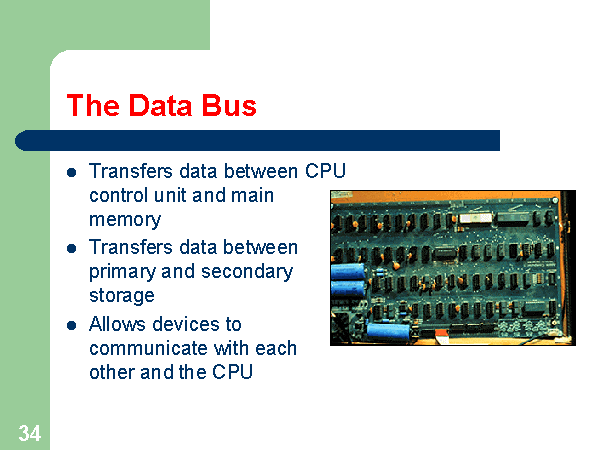 The Data Bus
Transfers data between CPU
control unit and main
memory
Transfers data between
primary and secondary
storage
Allows devices to
communicate with each
other and the CPU
34